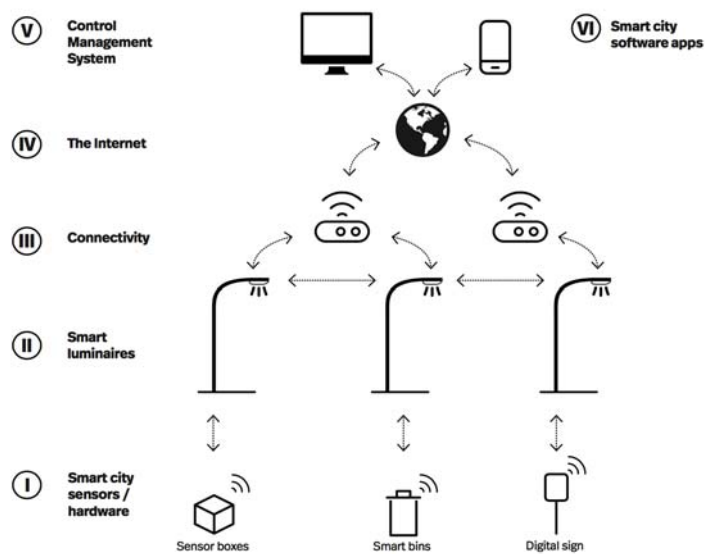 V
Control
Management
System
VI
Smart city
software apps
IV
The Internet
III
Connectivity
II
Smart
luminaires
I
Smart city
sensors /
hardware
Sensor boxes
Smart bins
Digital sign